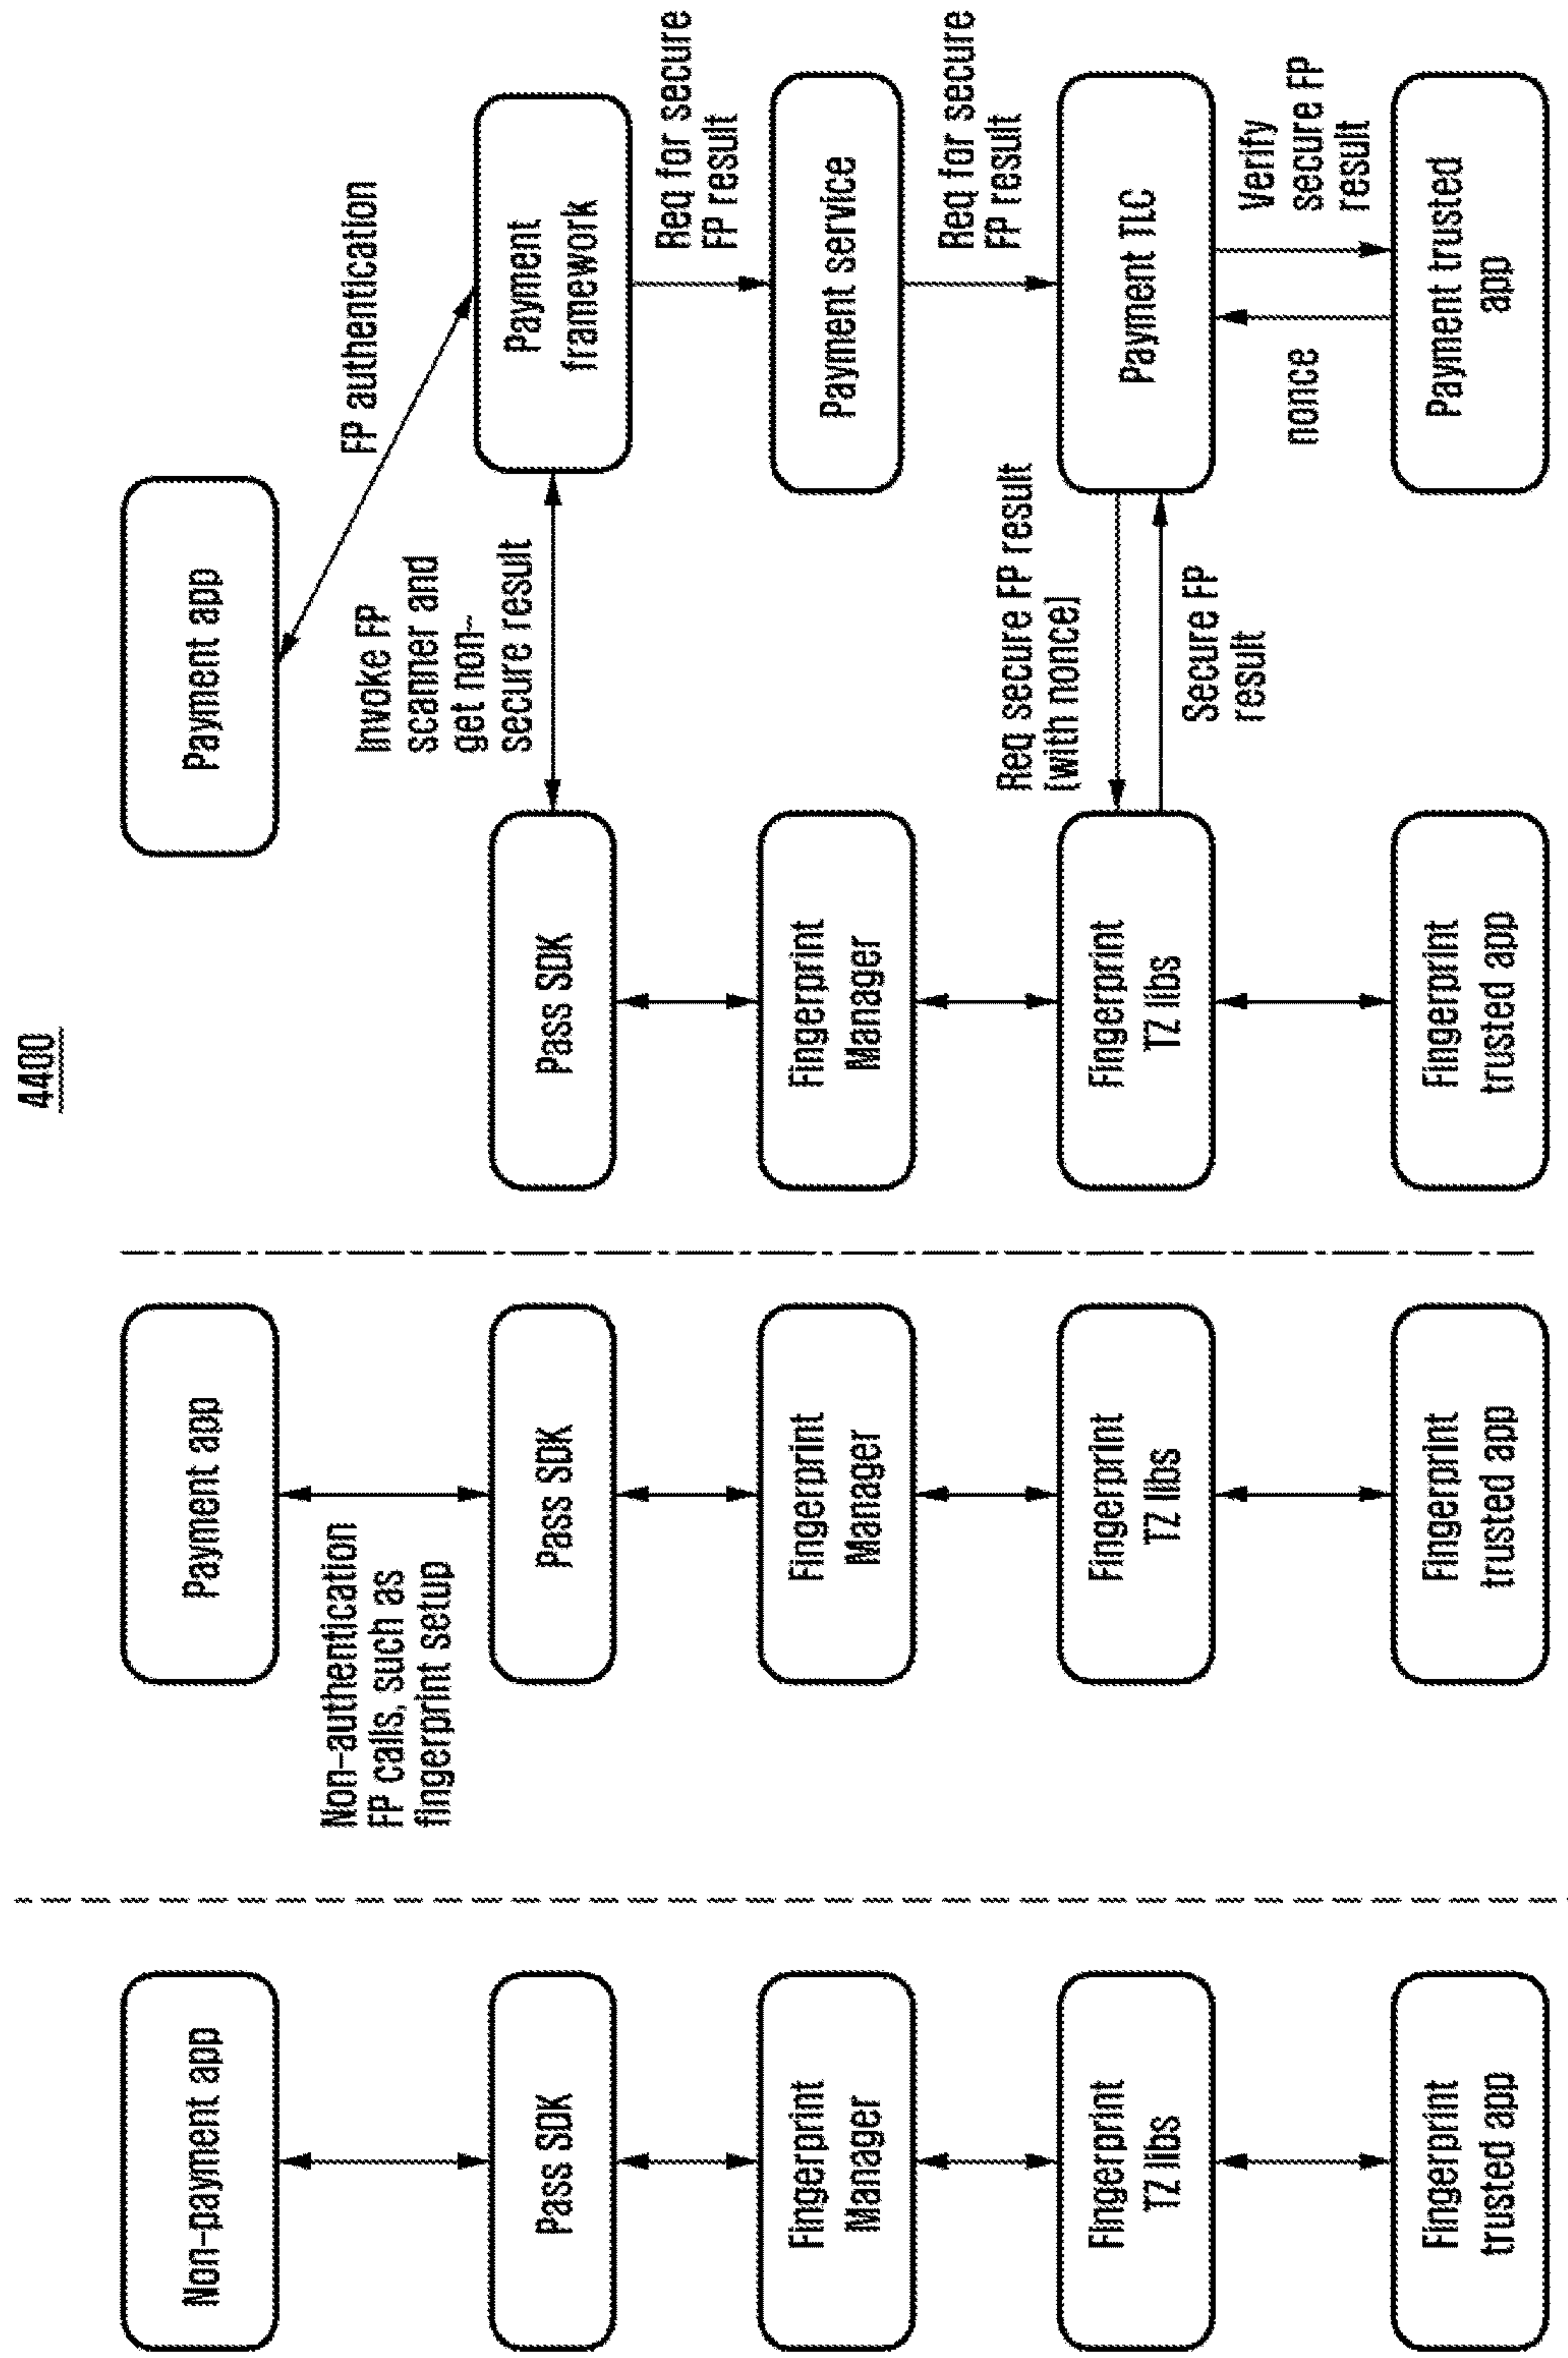 4400
Non-payment app
Pass SDK
Fingerprint
Manager
Fingerprint
TZ libs
Fingerprint
trusted app
Payment app
Non-authentication
FP calls, such as
fingerprint setup
Pass SDK
Fingerprint
Manager
Fingerprint
TZ libs
Fingerprint
trusted app
Payment app
FP authentication
Invoke FP
scanner and
get non-
secure result
Pass SDK
Payment
framework
Req for secure
FP result
Fingerprint
Manager
Payment service
Req for secure
FP result
Req secure FP result
(with nonce)
Fingerprint
TZ libs
Payment TLC
Secure FP
result
nonce
Verify
secure FP
result
Fingerprint
trusted app
Payment trusted
app